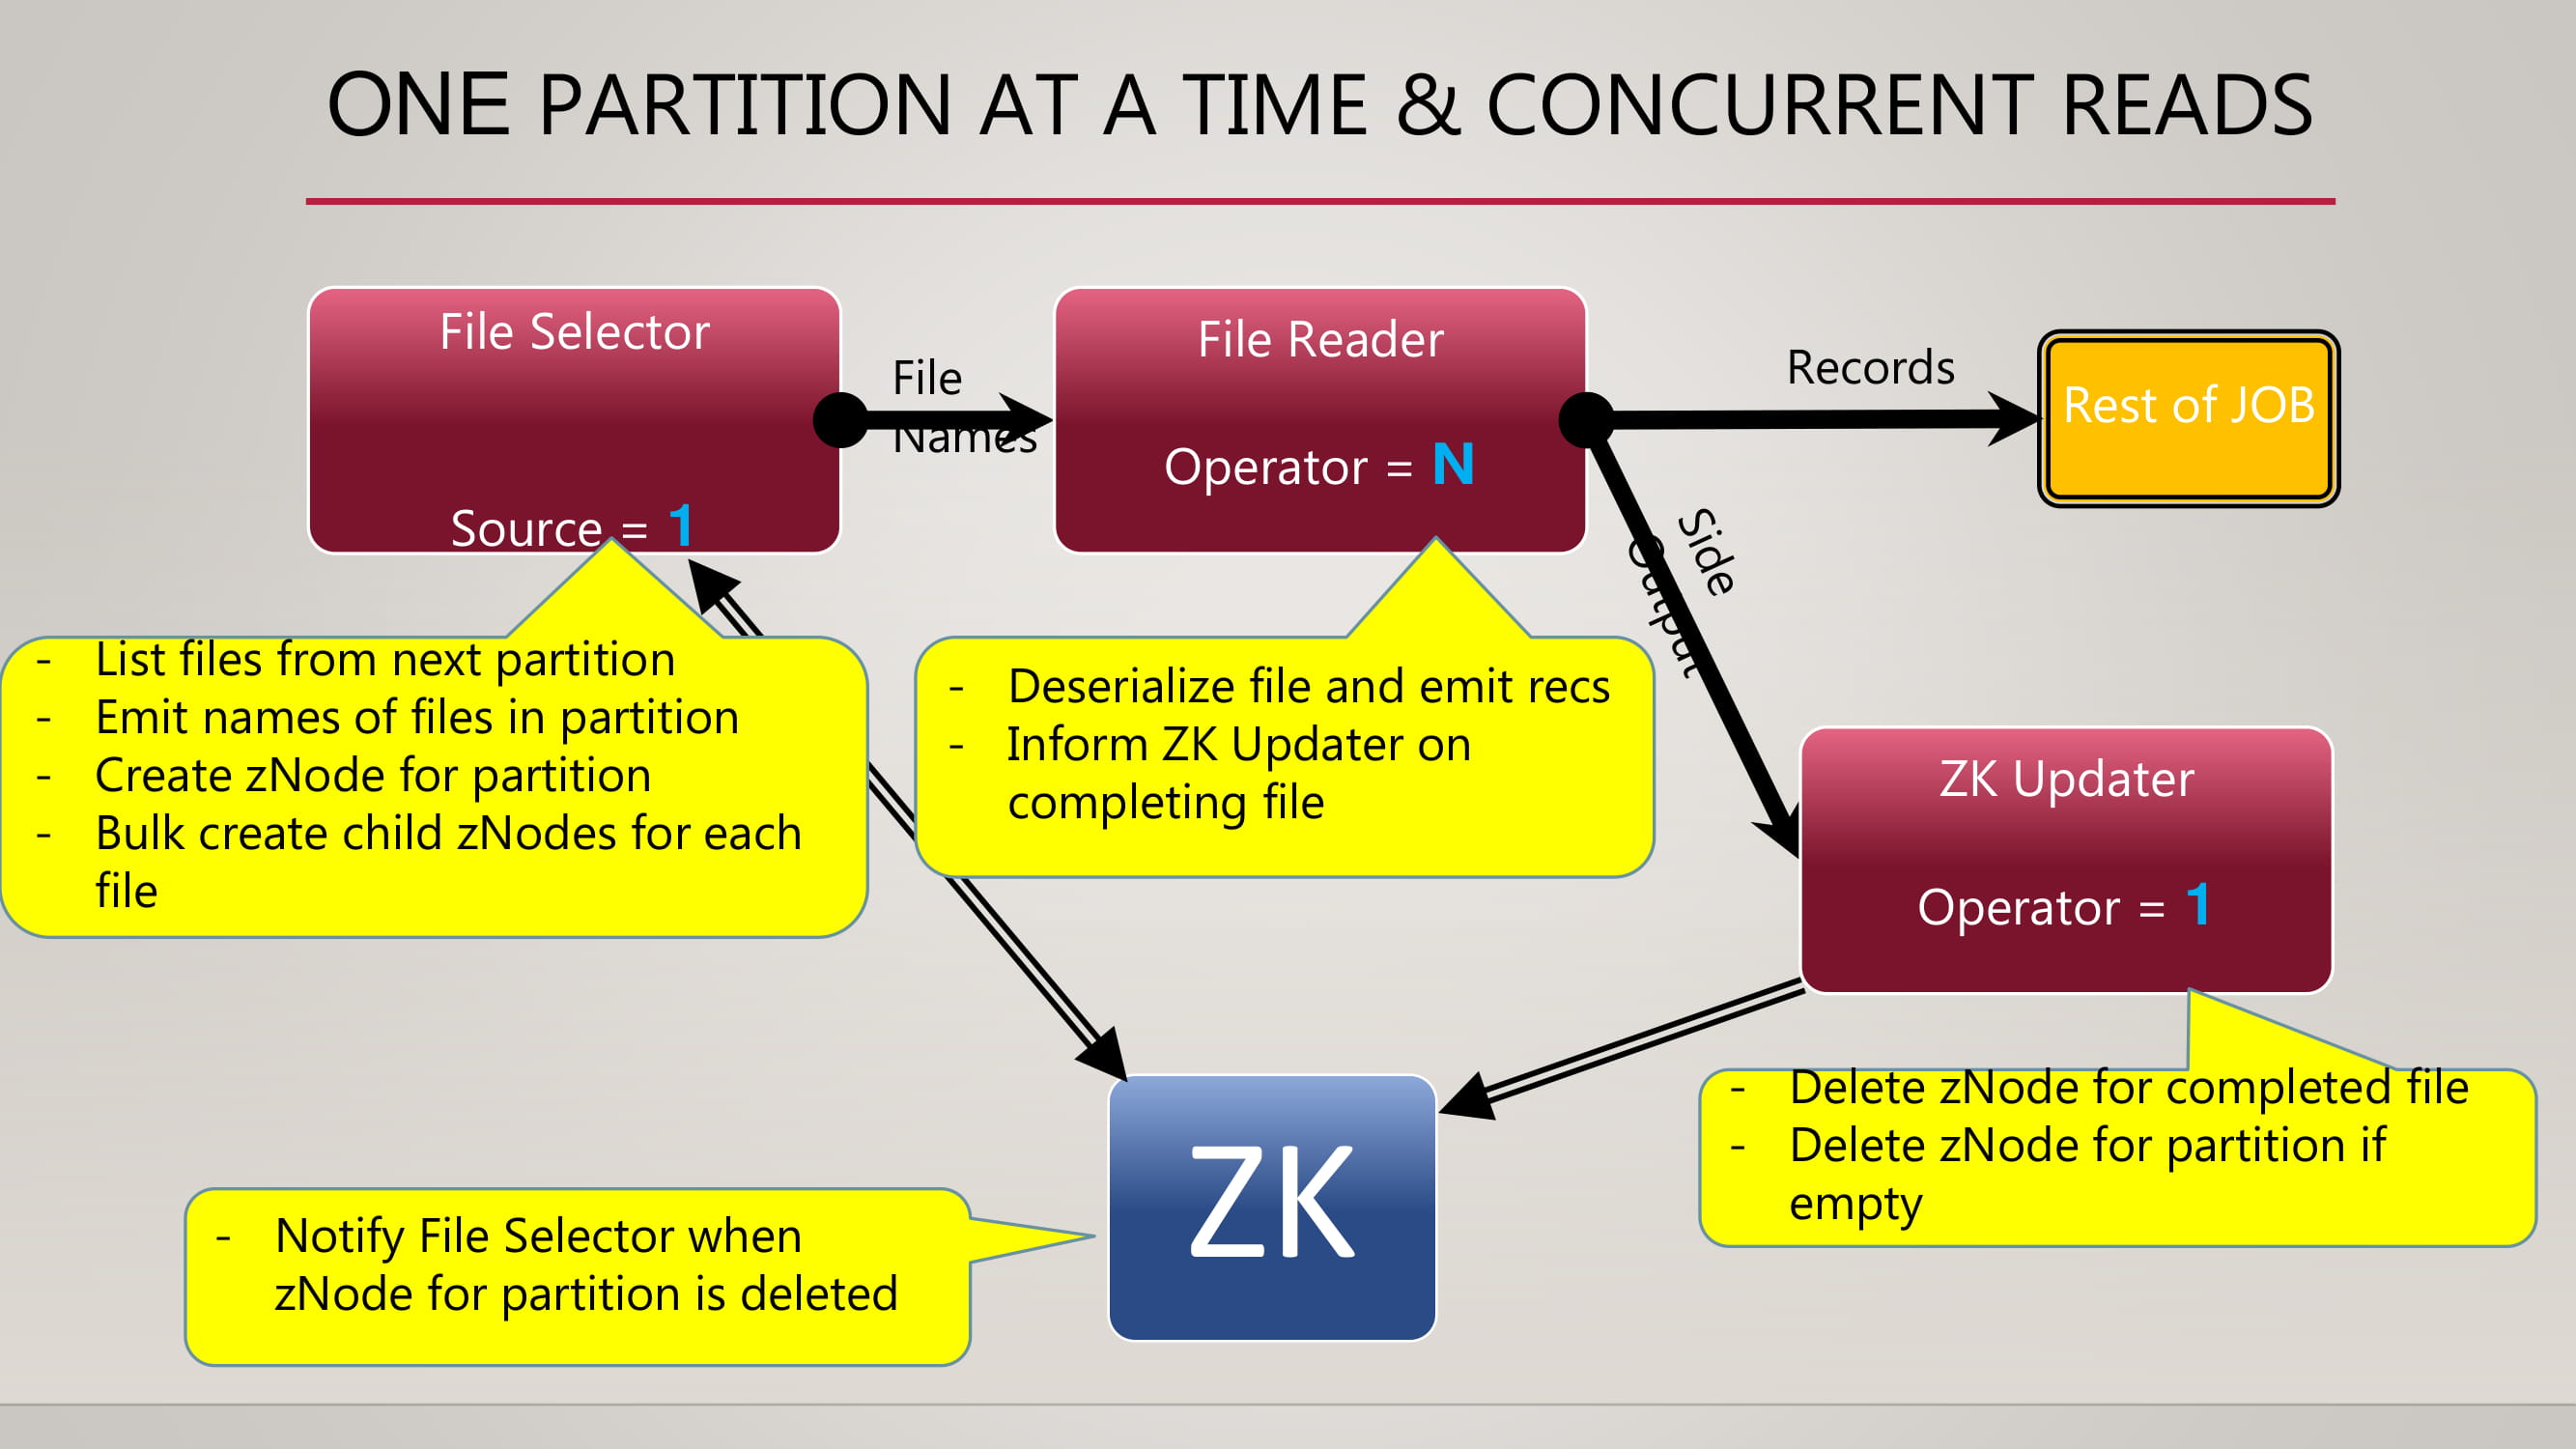 ONE PARTITION AT A TIME & CONCURRENT READS
File Selector
Source = 1
File
Names
File Reader
Operator = N
Records
Rest of JOB
Side
Output
- List files from next partition
- Emit names of files in partition
- Create zNode for partition
- Bulk create child zNodes for each
file
- Deserialize file and emit recs
- Inform ZK Updater on
completing file
ZK Updater
Operator = 1
- Delete zNode for completed file
- Delete zNode for partition if
empty
ZK
- Notify File Selector when
zNode for partition is deleted